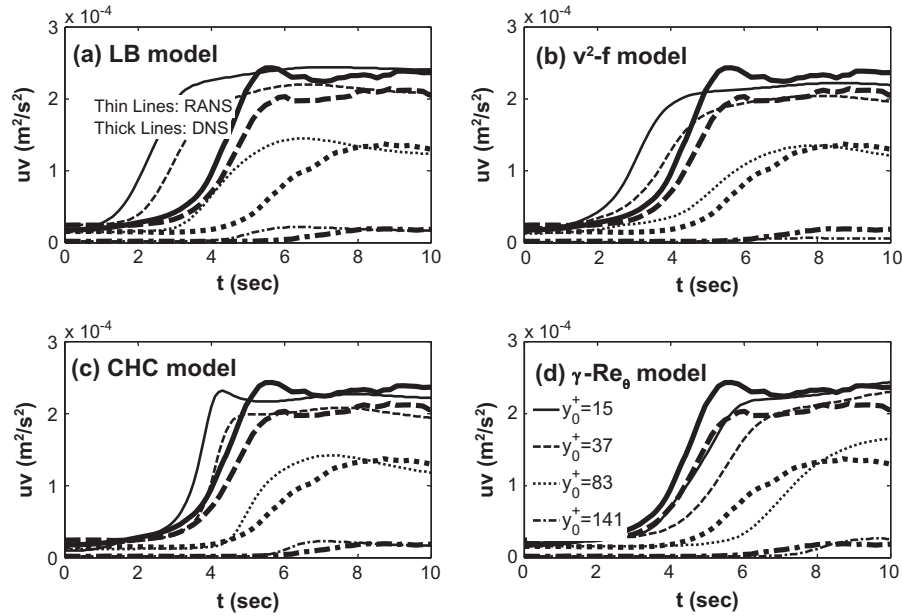 x 10⁻⁴
3
2
1
0
uv (m²/s²)
(a) LB model
Thin Lines: RANS
Thick Lines: DNS
0 2 4 6 8 10
t (sec)
x 10⁻⁴
3
2
1
0
uv (m²/s²)
(b) v²-f model
0 2 4 6 8 10
t (sec)
x 10⁻⁴
3
2
1
0
uv (m²/s²)
(c) CHC model
0 2 4 6 8 10
t (sec)
x 10⁻⁴
3
2
1
0
uv (m²/s²)
(d) γ-Reθ model
y₀⁺=15
y₀⁺=37
y₀⁺=83
y₀⁺=141
0 2 4 6 8 10
t (sec)